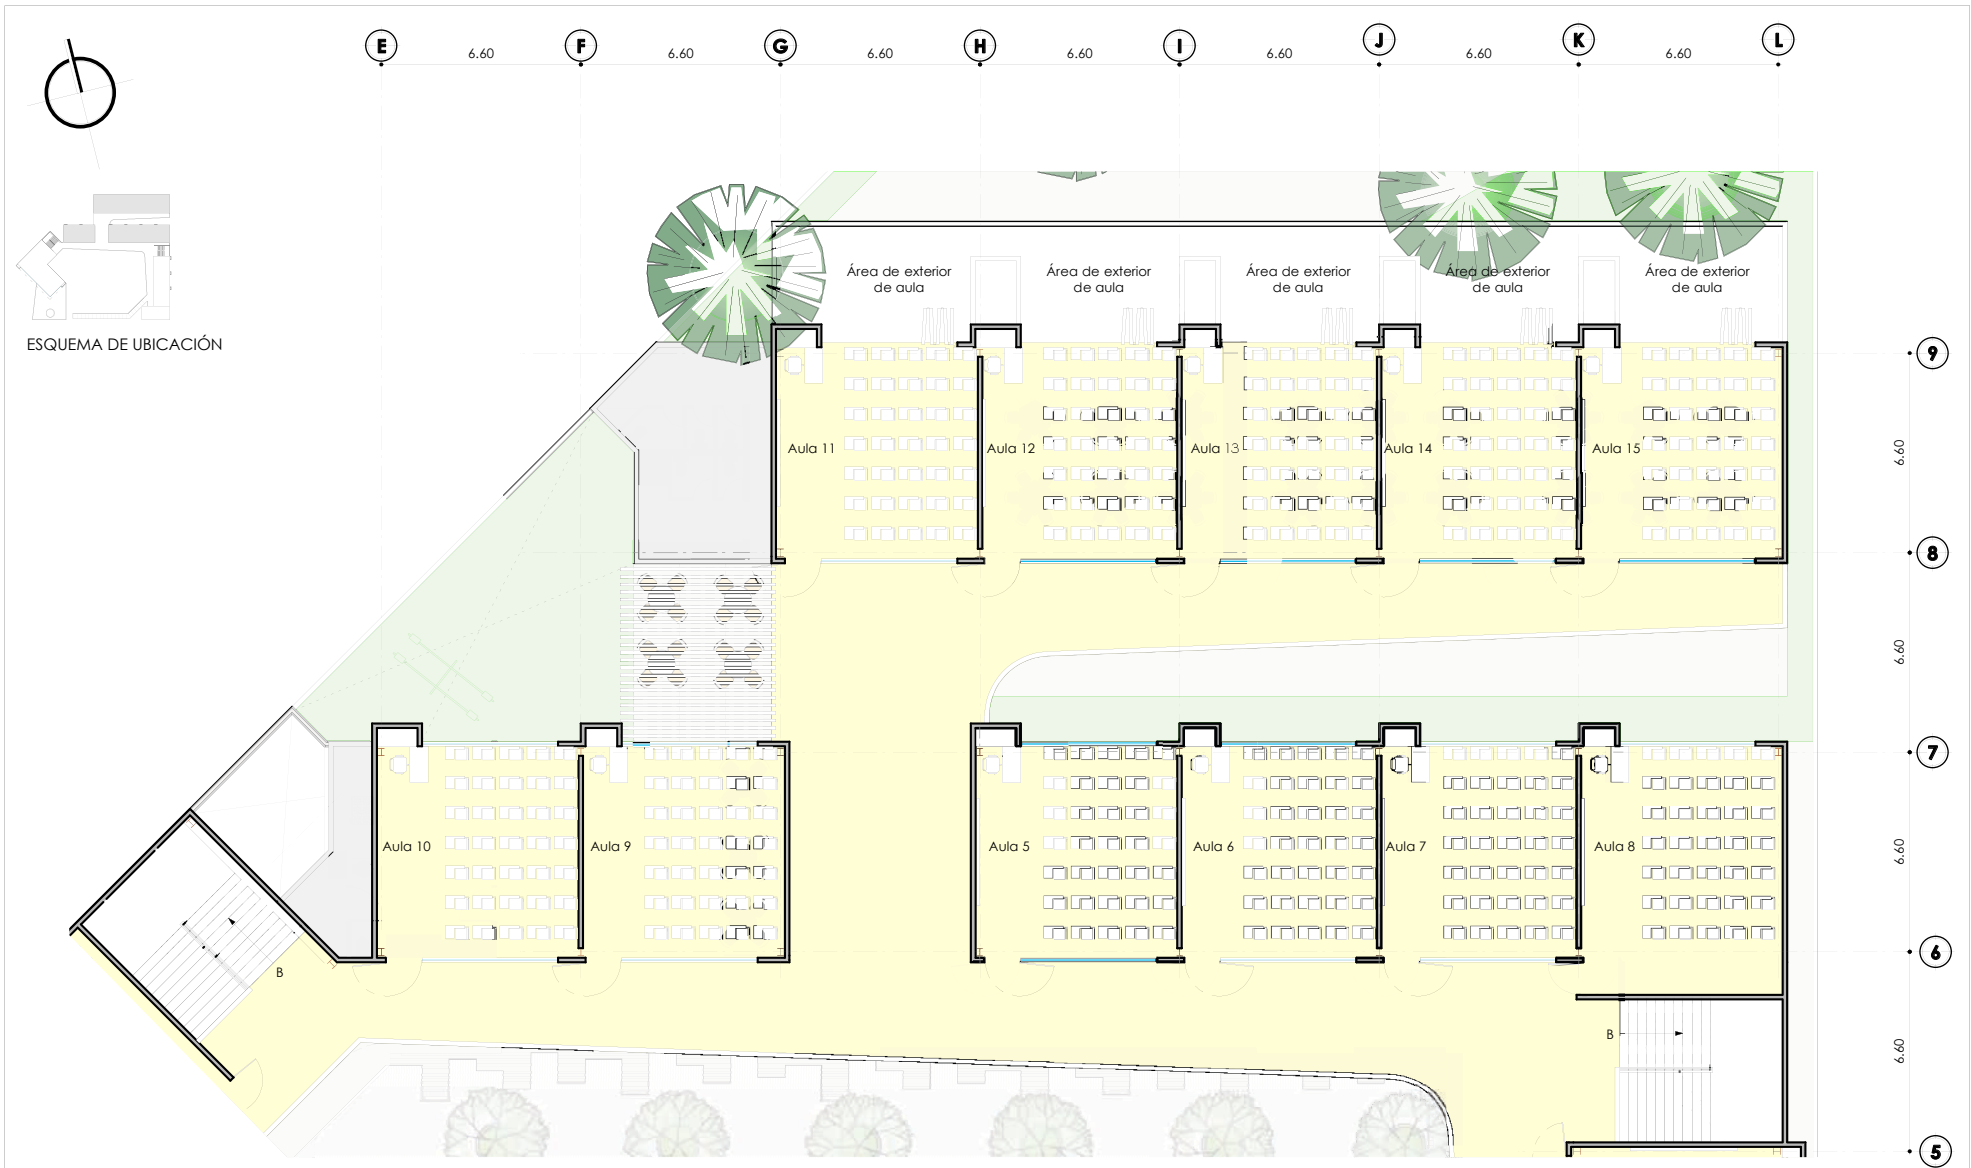 E F G H I J K L
6.60 6.60 6.60 6.60 6.60 6.60 6.60
ESQUEMA DE UBICACIÓN
Área de exterior
de aula
Área de exterior
de aula
Área de exterior
de aula
Área de exterior
de aula
Área de exterior
de aula
9
Aula 11 Aula 12 Aula 13 Aula 14 Aula 15
6.60
8
6.60
7
Aula 10 Aula 9 Aula 5 Aula 6 Aula 7 Aula 8
6.60
6
B
B
6.60
5